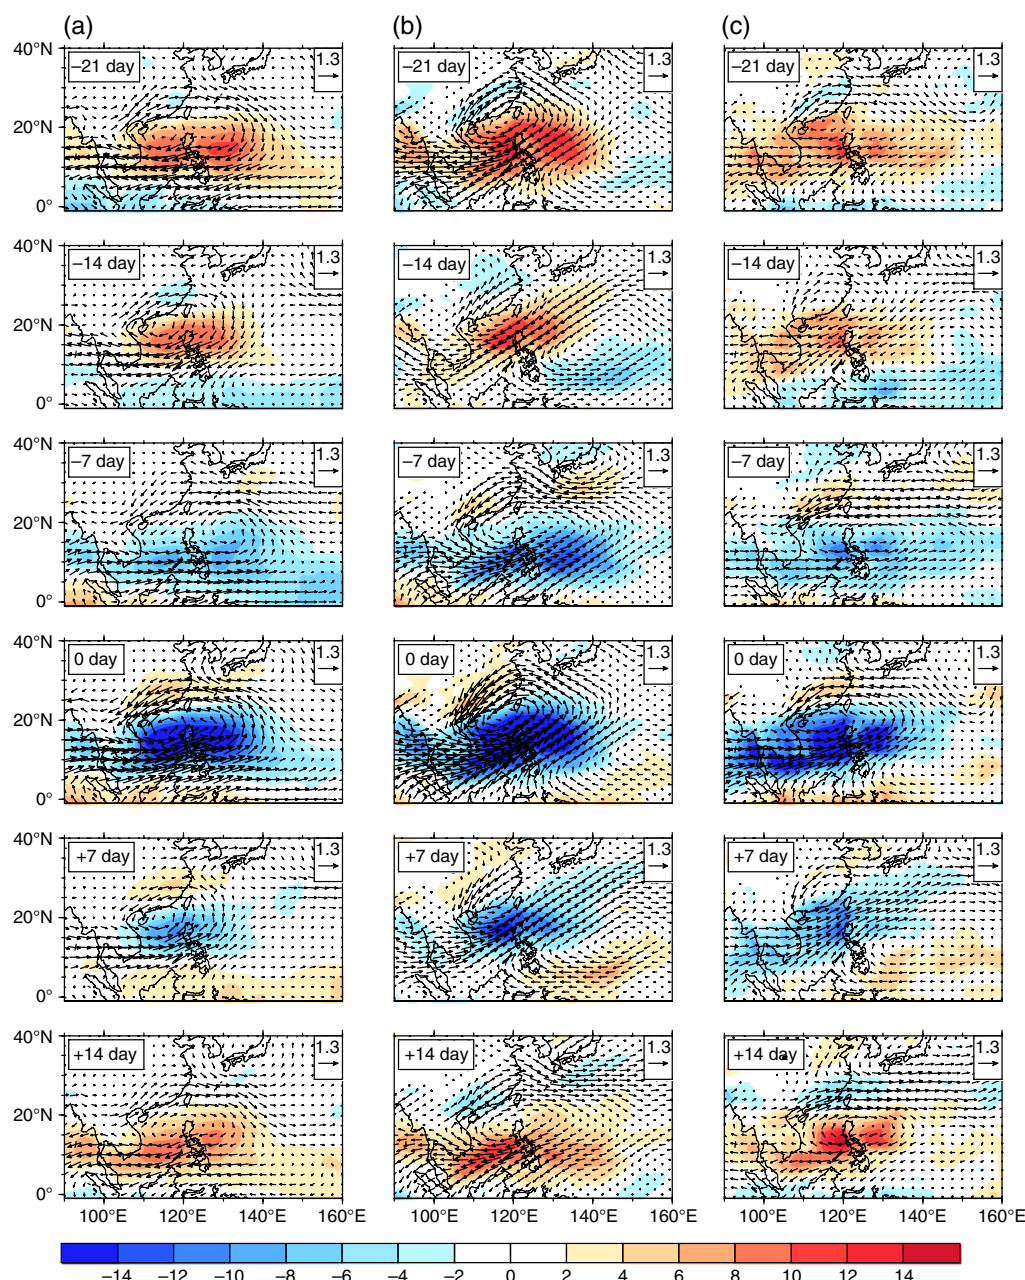 (a) (b) (c)
40°N –21 day 1.3 –21 day 1.3 –21 day 1.3
20°N
0°
40°N –14 day 1.3 –14 day 1.3 –14 day 1.3
20°N
0°
40°N –7 day 1.3 –7 day 1.3 –7 day 1.3
20°N
0°
40°N 0 day 1.3 0 day 1.3 0 day 1.3
20°N
0°
40°N +7 day 1.3 +7 day 1.3 +7 day 1.3
20°N
0°
40°N +14 day 1.3 +14 day 1.3 +14 day 1.3
20°N
0°
100°E 120°E 140°E 160°E 100°E 120°E 140°E 160°E 100°E 120°E 140°E 160°E
–14 –12 –10 –8 –6 –4 –2 0 2 4 6 8 10 12 14